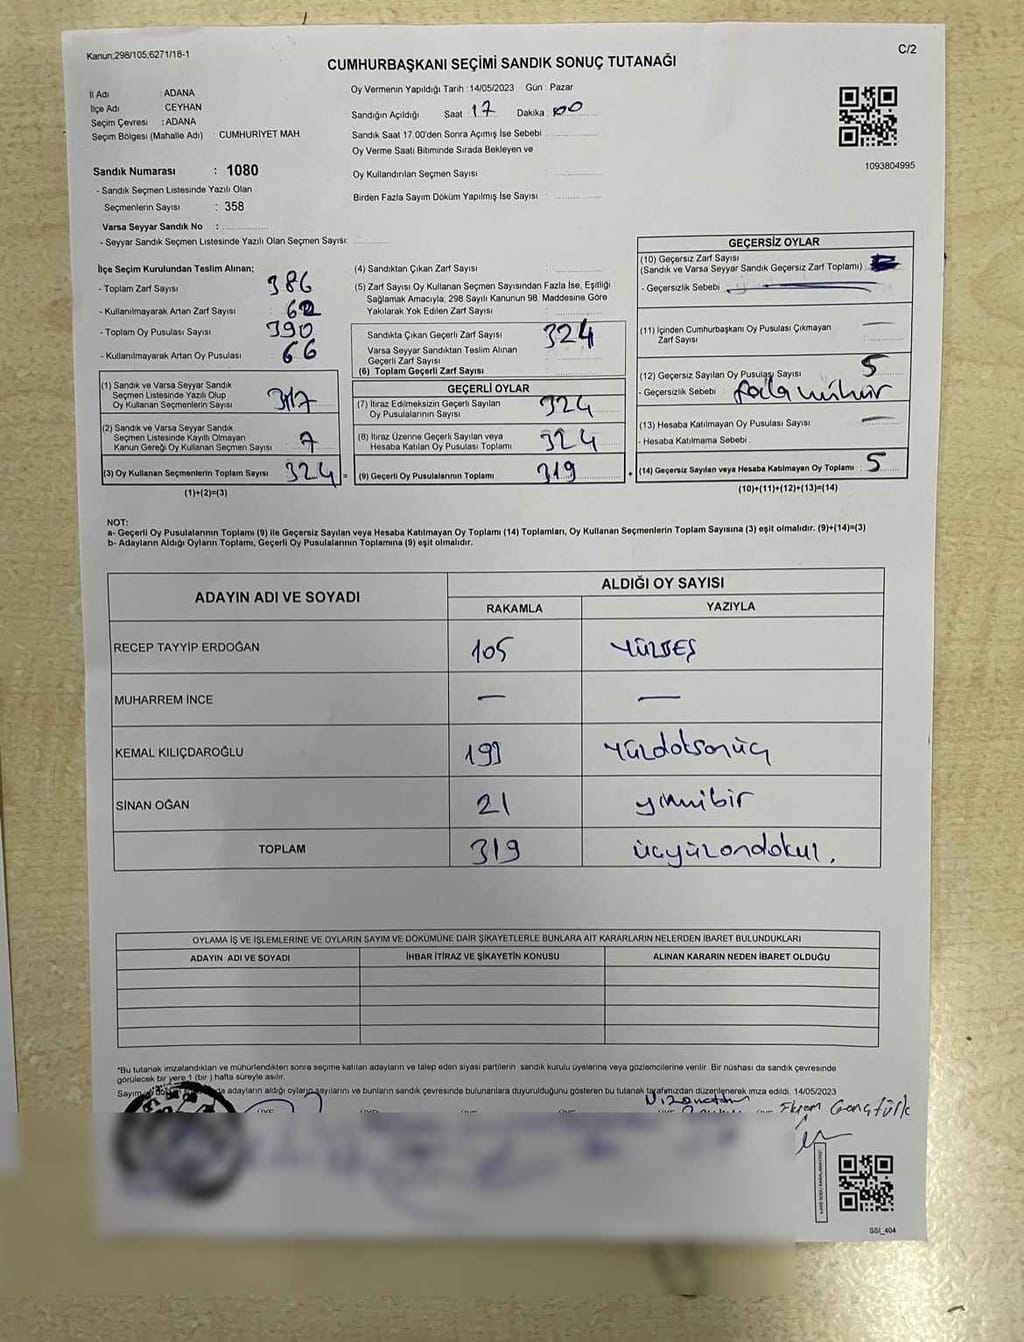 Kanun;298/105;6271/18-1
C/2
CUMHURBAŞKANI SEÇİMİ SANDIK SONUÇ TUTANAĞI
İl Adı : ADANA
İlçe Adı : CEYHAN
Seçim Çevresi : ADANA
Seçim Bölgesi (Mahalle Adı) : CUMHURİYET MAH.
Oy Vermenin Yapıldığı Tarih : 14/05/2023 Gün : Pazar
Sandığın Açıldığı Saat : 17 Dakika : 00
Sandık Saat 17.00'den Sonra Açımış İse Sebebi :
Oy Verme Saati Bitiminde Sırada Bekleyen ve
Oy Kullandırılan Seçmen Sayısı :
Birden Fazla Sayım Döküm Yapılmış İse Sayısı :
1093804995
Sandık Numarası : 1080
- Sandık Seçmen Listesinde Yazılı Olan
Seçmenlerin Sayısı : 358
Varsa Seyyar Sandık No :
- Seyyar Sandık Seçmen Listesinde Yazılı Olan Seçmen Sayısı:
İlçe Seçim Kurulundan Teslim Alınan;
- Toplam Zarf Sayısı 386
- Kullanılmayarak Artan Zarf Sayısı : 62
- Toplam Oy Pusulası Sayısı : 390
- Kullanılmayarak Artan Oy Pusulası : 66
(1) Sandık ve Varsa Seyyar Sandık
Seçmen Listesinde Yazılı Olup
Oy Kullanan Seçmenlerin Sayısı 317
(2) Sandık ve Varsa Seyyar Sandık
Seçmen Listesinde Kayıtlı Olmayan
Kanun Gereği Oy Kullanan Seçmen Sayısı : 7
(3) Oy Kullanan Seçmenlerin Toplam Sayısı 324 =
(1)+(2)=(3)
(4) Sandıktan Çıkan Zarf Sayısı :
(5) Zarf Sayısı Oy Kullanan Seçmen Sayısından Fazla İse, Eşitliği
Sağlamak Amacıyla; 298 Sayılı Kanunun 98. Maddesine Göre
Yakılarak Yok Edilen Zarf Sayısı :
Sandıkta Çıkan Geçerli Zarf Sayısı : 324
Varsa Seyyar Sandıktan Teslim Alınan
Geçerli Zarf Sayısı :
(6) Toplam Geçerli Zarf Sayısı :
GEÇERLİ OYLAR
(7) İtiraz Edilmeksizin Geçerli Sayılan
Oy Pusulalarının Sayısı : 324
(8) İtiraz Üzerine Geçerli Sayılan veya
Hesaba Katılan Oy Pusulası Toplamı : 324
(9) Geçerli Oy Pusulalarının Toplamı : 319 +
GEÇERSİZ OYLAR
(10) Geçersiz Zarf Sayısı
(Sandık ve Varsa Seyyar Sandık Geçersiz Zarf Toplamı) :
- Geçersizlik Sebebi :
(11) İçinden Cumhurbaşkanı Oy Pusulası Çıkmayan
Zarf Sayısı : —
(12) Geçersiz Sayılan Oy Pusulası Sayısı : 5
- Geçersizlik Sebebi : fazla mühür
(13) Hesaba Katılmayan Oy Pusulası Sayısı : —
- Hesaba Katılmama Sebebi :
(14) Geçersiz Sayılan veya Hesaba Katılmayan Oy Toplamı : 5
(10)+(11)+(12)+(13)=(14)
NOT:
a- Geçerli Oy Pusulalarının Toplamı (9) ile Geçersiz Sayılan veya Hesaba Katılmayan Oy Toplamı (14) Toplamları, Oy Kullanan Seçmenlerin Toplam Sayısına (3) eşit olmalıdır. (9)+(14)=(3)
b- Adayların Aldığı Oyların Toplamı, Geçerli Oy Pusulalarının Toplamına (9) eşit olmalıdır.
ADAYIN ADI VE SOYADI ALDIĞI OY SAYISI
RAKAMLA YAZIYLA
RECEP TAYYİP ERDOĞAN 105 YÜZBEŞ
MUHARREM İNCE — —
KEMAL KILIÇDAROĞLU 193 Yüzdoksanüç
SİNAN OĞAN 21 yirmibir
TOPLAM 319 üçyüzondokuz.
OYLAMA İŞ VE İŞLEMLERİNE VE OYLARIN SAYIM VE DÖKÜMÜNE DAİR ŞİKAYETLERLE BUNLARA AİT KARARLARIN NELERDEN İBARET BULUNDUKLARI
ADAYIN ADI VE SOYADI İHBAR İTİRAZ VE ŞİKAYETİN KONUSU ALINAN KARARIN NEDEN İBARET OLDUĞU
"Bu tutanak imzalandıktan ve mühürlendikten sonra seçime katılan adayların ve talep eden siyasi partilerin sandık kurulu üyelerine veya gözlemcilerine verilir. Bir nüshası da sandık çevresinde
görülecek bir yere 1 (bir) hafta süreyle asılır.
Sayım ve döküm adayların aldığı oyların sayılarını ve bunların sandık çevresinde bulunanlara duyurulduğunu gösteren bu tutanak tarafımızdan düzenlenerek imza edildi. 14/05/2023
Ekrem Gençtürk
SSİ_404